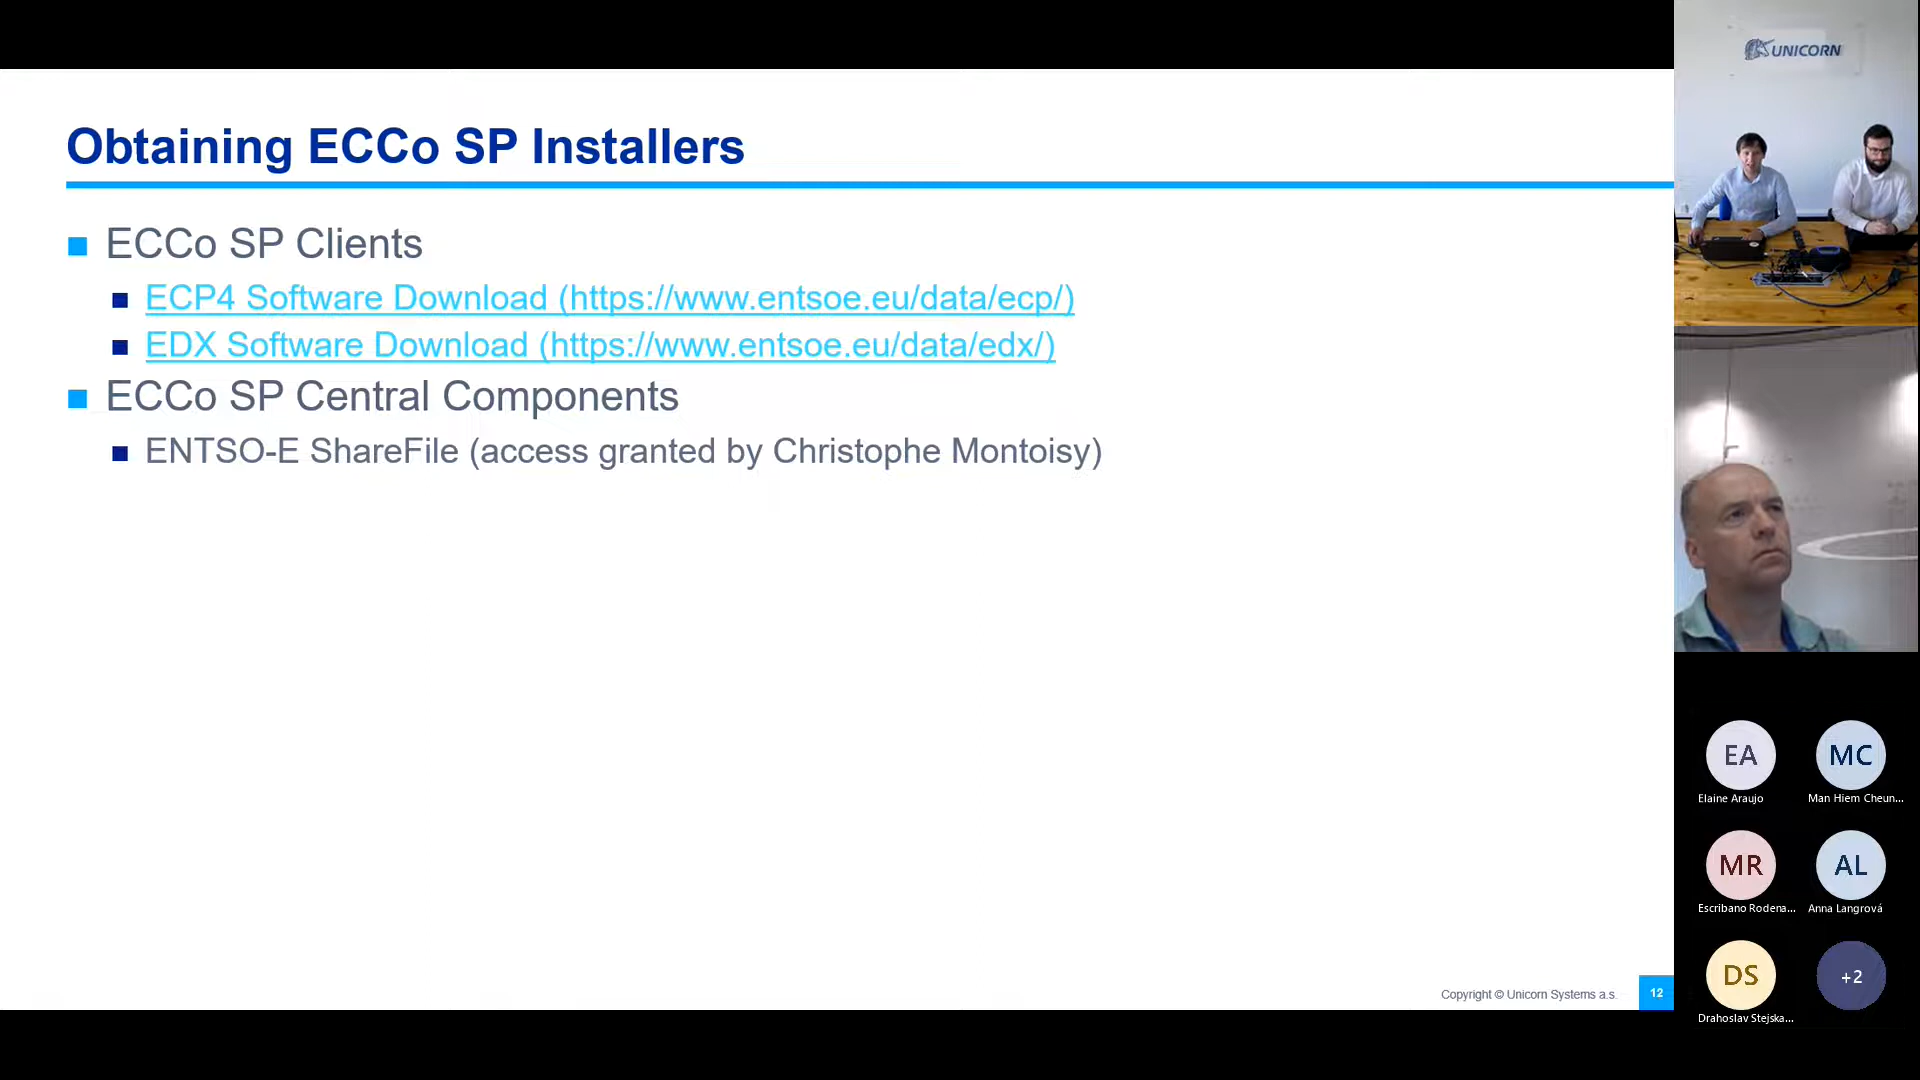 Obtaining ECCo SP Installers
ECCo SP Clients
ECP4 Software Download (https://www.entsoe.eu/data/ecp/)
EDX Software Download (https://www.entsoe.eu/data/edx/)
ECCo SP Central Components
ENTSO-E ShareFile (access granted by Christophe Montoisy)
Copyright © Unicorn Systems a.s.
12
UNICORN
EA
MC
Elaine Araujo
Man Hiem Cheun...
MR
AL
Escribano Rodena...
Anna Langrová
DS
+2
Drahoslav Stejska...